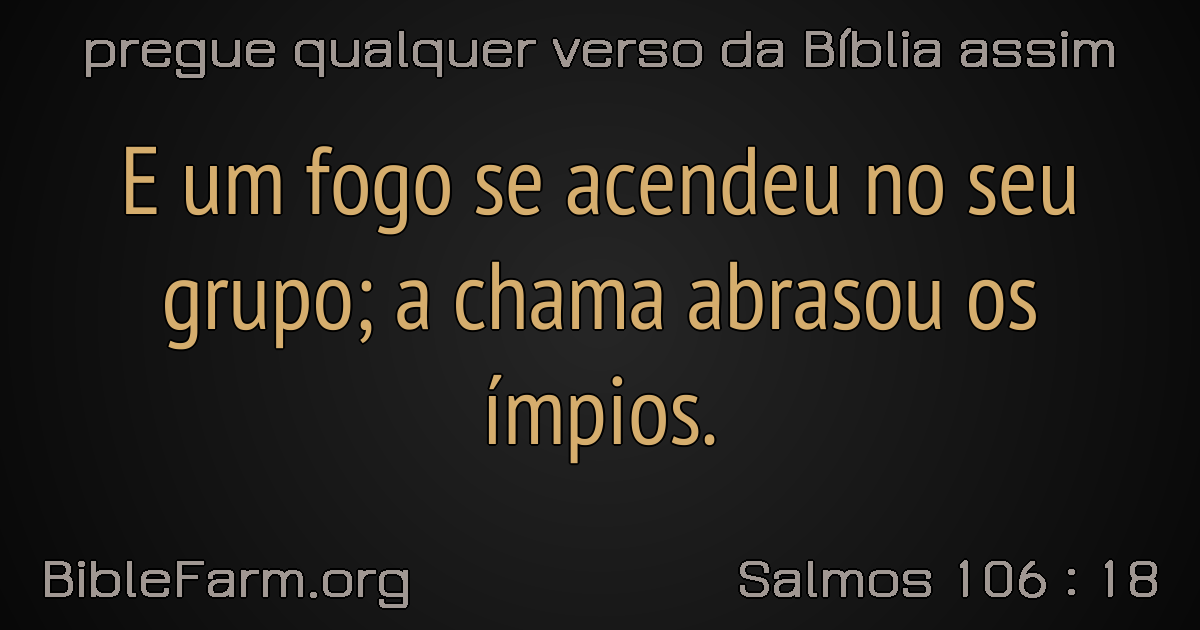 pregue qualquer verso da Bíblia assim
E um fogo se acendeu no seu
grupo; a chama abrasou os
ímpios.
BibleFarm.org
Salmos 106 : 18